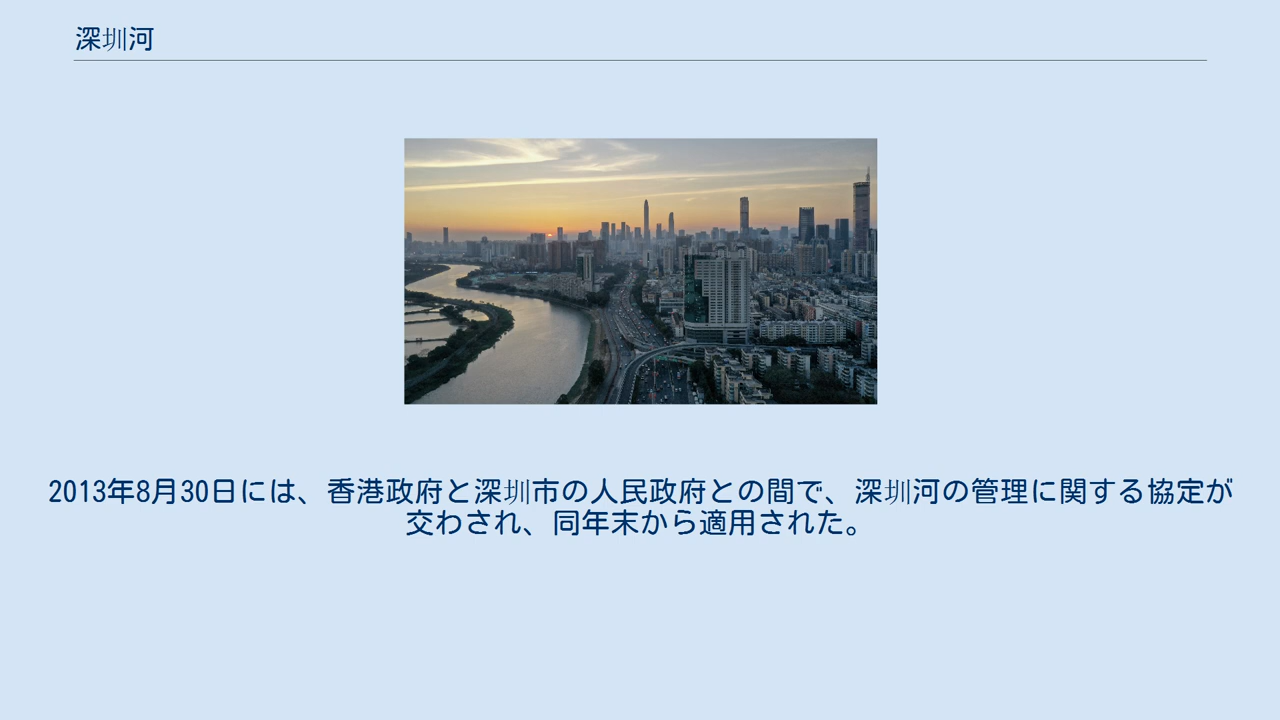 深圳河
2013年8月30日には、香港政府と深圳市の人民政府との間で、深圳河の管理に関する協定が
交わされ、同年末から適用された。